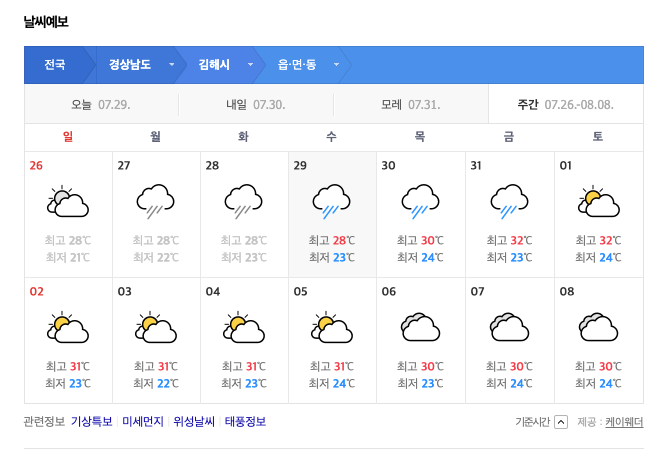 날씨예보
전국 경상남도 김해시 읍·면·동
오늘 07.29. 내일 07.30. 모레 07.31. 주간 07.26.-08.08.
일 월 화 수 목 금 토
26 27 28 29 30 31 01
최고 28℃ 최고 28℃ 최고 28℃ 최고 28℃ 최고 30℃ 최고 32℃ 최고 32℃
최저 21℃ 최저 22℃ 최저 23℃ 최저 23℃ 최저 24℃ 최저 23℃ 최저 24℃
02 03 04 05 06 07 08
최고 31℃ 최고 31℃ 최고 31℃ 최고 31℃ 최고 30℃ 최고 30℃ 최고 30℃
최저 23℃ 최저 22℃ 최저 23℃ 최저 24℃ 최저 23℃ 최저 24℃ 최저 24℃
관련정보 기상특보 미세먼지 위성날씨 태풍정보 기준시간 제공 : 케이웨더